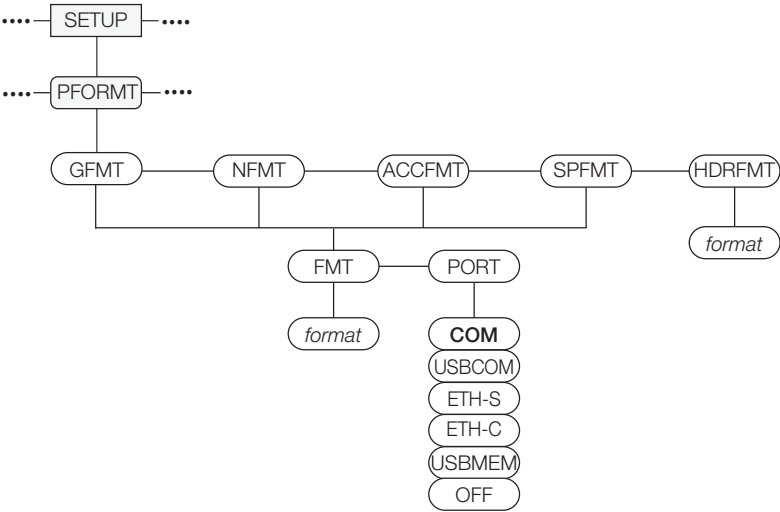 •••• SETUP ••••
•••• PFORMT ••••
GFMT NFMT ACCFMT SPFMT HDRFMT
format
FMT PORT
format COM
USBCOM
ETH-S
ETH-C
USBMEM
OFF